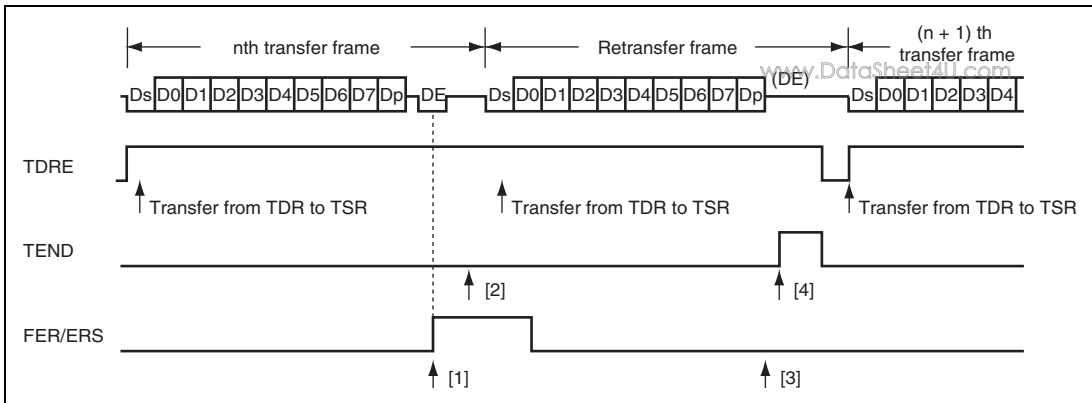 nth transfer frame
Retransfer frame
(n + 1) th
transfer frame
www.DataSheet4U.com
Ds D0 D1 D2 D3 D4 D5 D6 D7 Dp DE Ds D0 D1 D2 D3 D4 D5 D6 D7 Dp (DE) Ds D0 D1 D2 D3 D4
TDRE
Transfer from TDR to TSR Transfer from TDR to TSR Transfer from TDR to TSR
TEND
[2] [4]
FER/ERS
[1] [3]